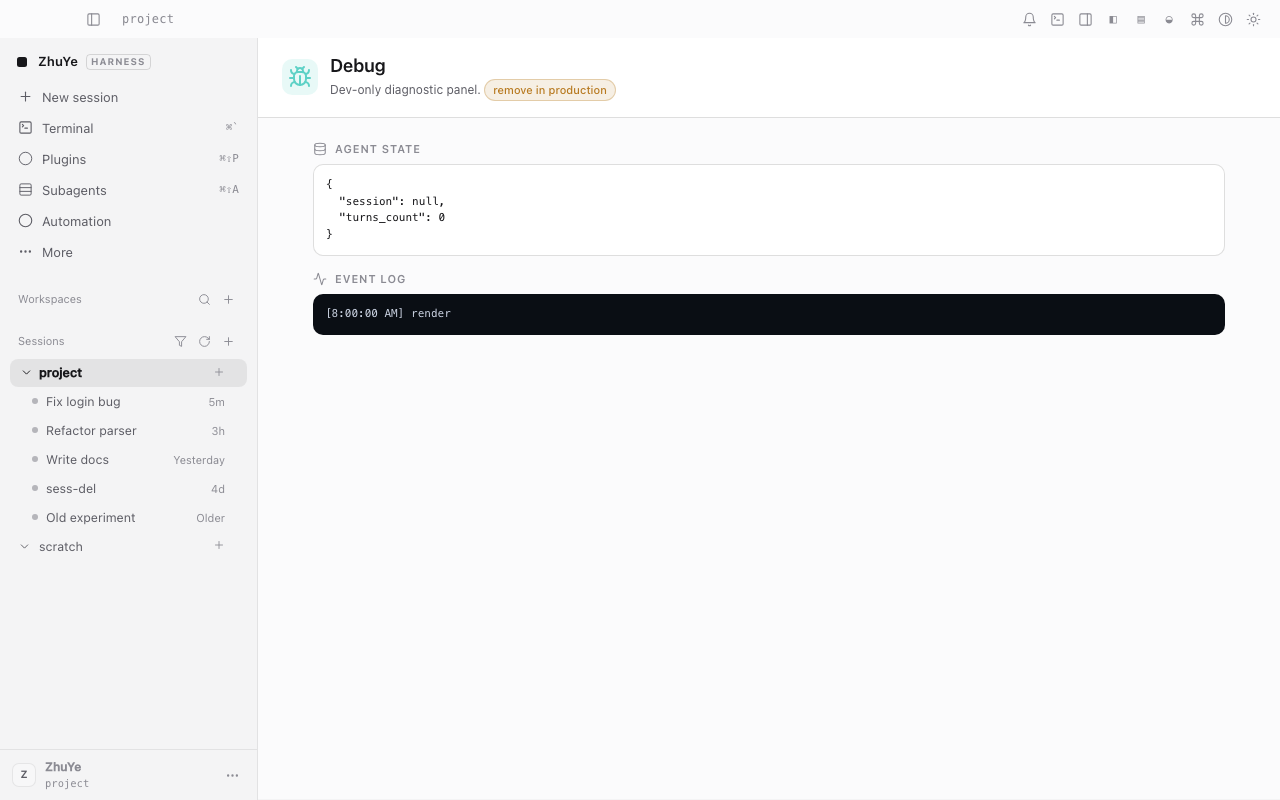 project
ZhuYe HARNESS
New session
Terminal ⌘`
Plugins ⌘⇧P
Subagents ⌘⇧A
Automation
More
Workspaces
Sessions
project
Fix login bug 5m
Refactor parser 3h
Write docs Yesterday
sess-del 4d
Old experiment Older
scratch
Z
ZhuYe
project
Debug
Dev-only diagnostic panel. remove in production
AGENT STATE
{
"session": null,
"turns_count": 0
}
EVENT LOG
[8:00:00 AM] render